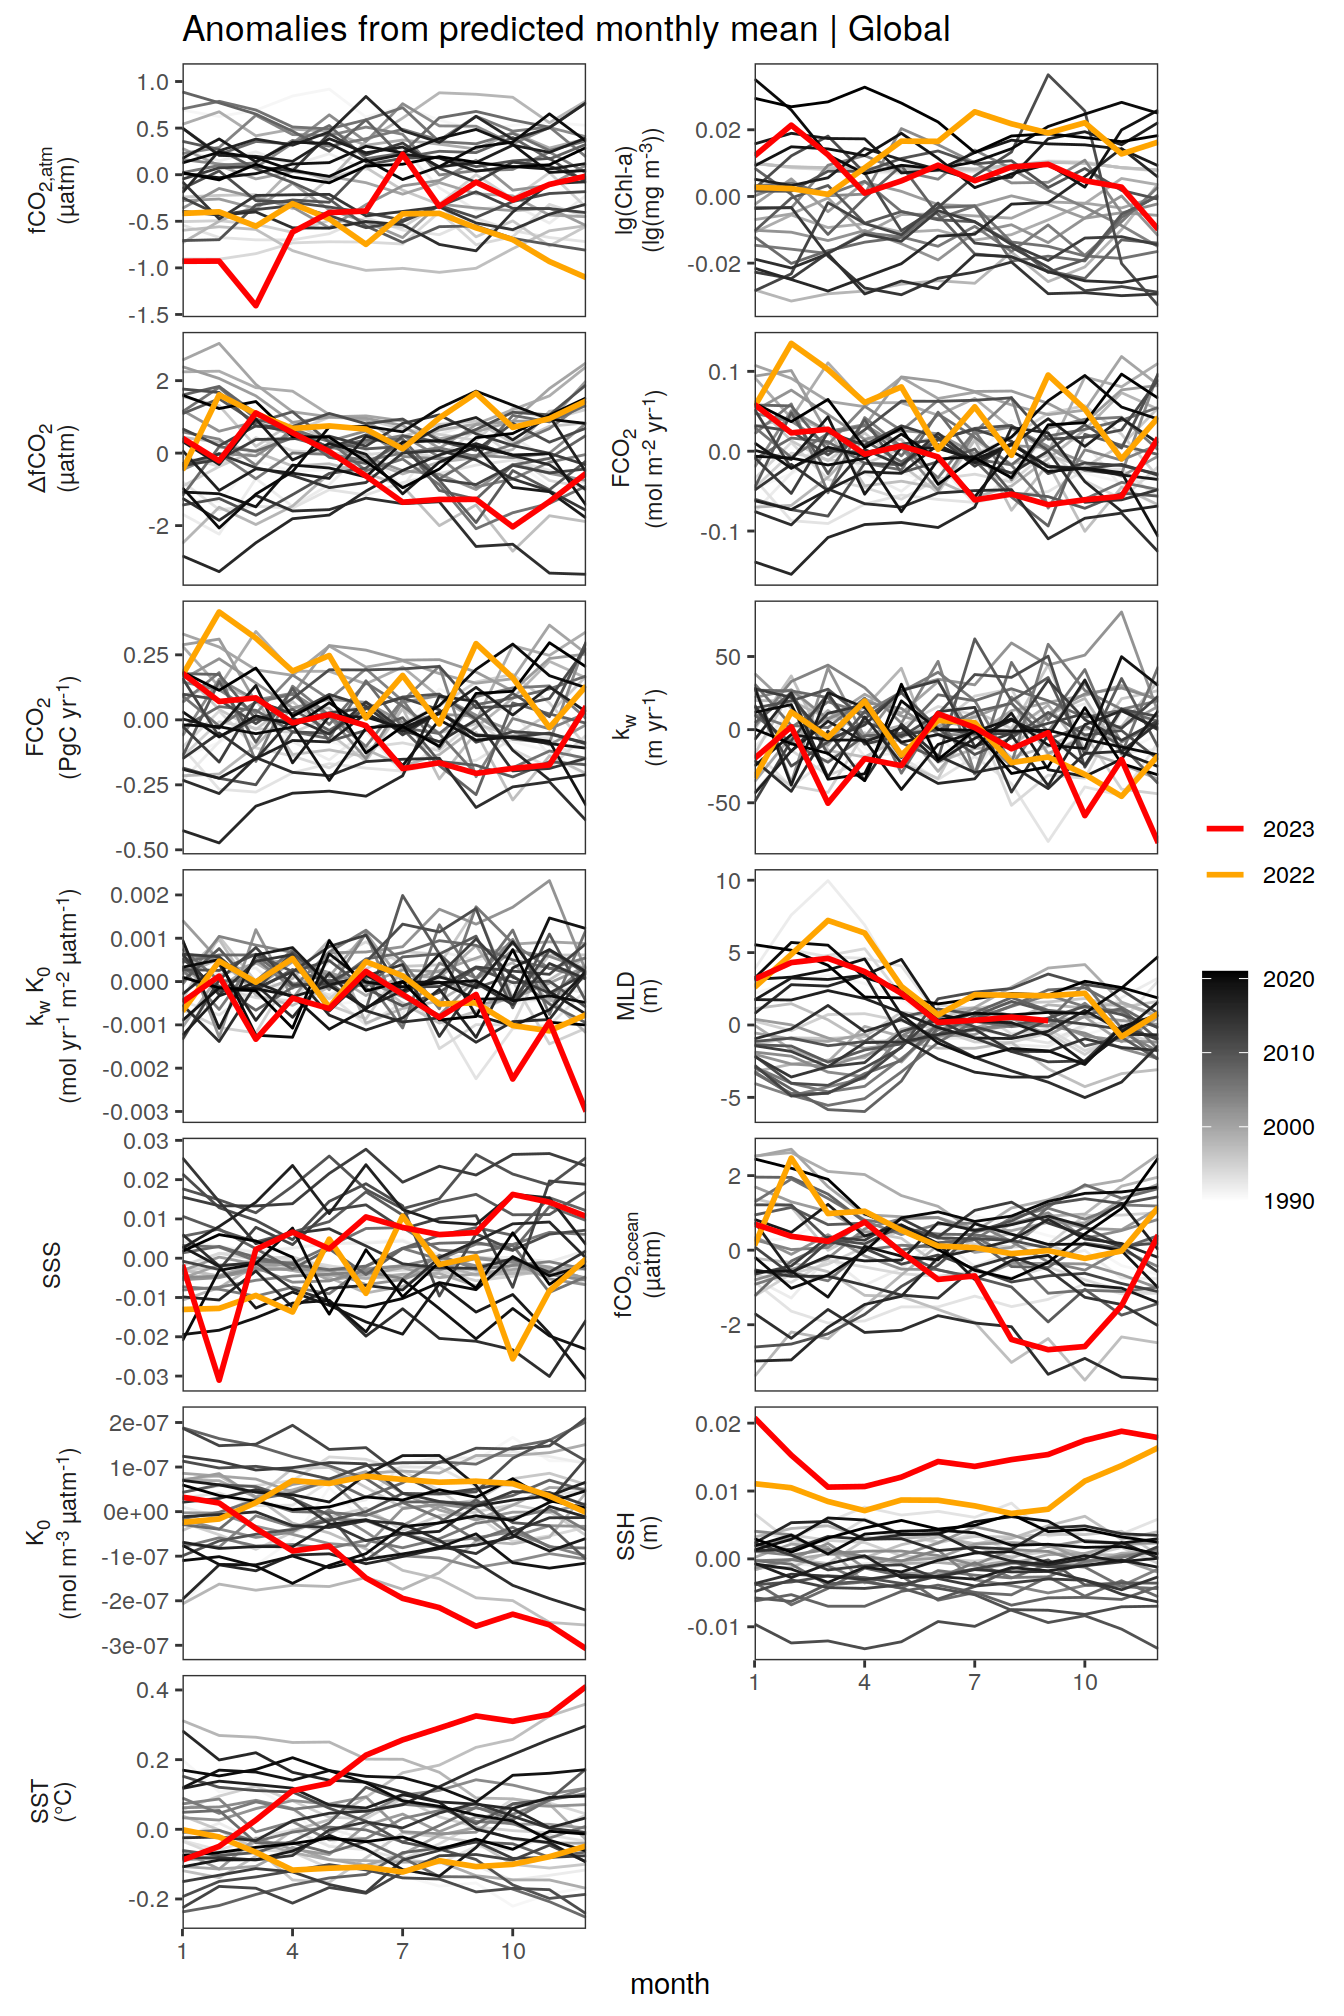 Anomalies from predicted monthly mean | Global
fCO2,atm
(µatm)
1.0
0.5
0.0
-0.5
-1.0
-1.5
lg(Chl-a)
(lg(mg m-3))
0.02
0.00
-0.02
ΔfCO2
(µatm)
2
0
-2
FCO2
(mol m-2 yr-1)
0.1
0.0
-0.1
FCO2
(PgC yr-1)
0.25
0.00
-0.25
-0.50
kw
(m yr-1)
50
0
-50
kw K0
(mol yr-1 m-2 µatm-1)
0.002
0.001
0.000
-0.001
-0.002
-0.003
MLD
(m)
10
5
0
-5
SSS
0.03
0.02
0.01
0.00
-0.01
-0.02
-0.03
fCO2,ocean
(µatm)
2
0
-2
K0
(mol m-3 µatm-1)
2e-07
1e-07
0e+00
-1e-07
-2e-07
-3e-07
SSH
(m)
0.02
0.01
0.00
-0.01
1 4 7 10
SST
(°C)
0.4
0.2
0.0
-0.2
1 4 7 10
month
2023
2022
2020
2010
2000
1990